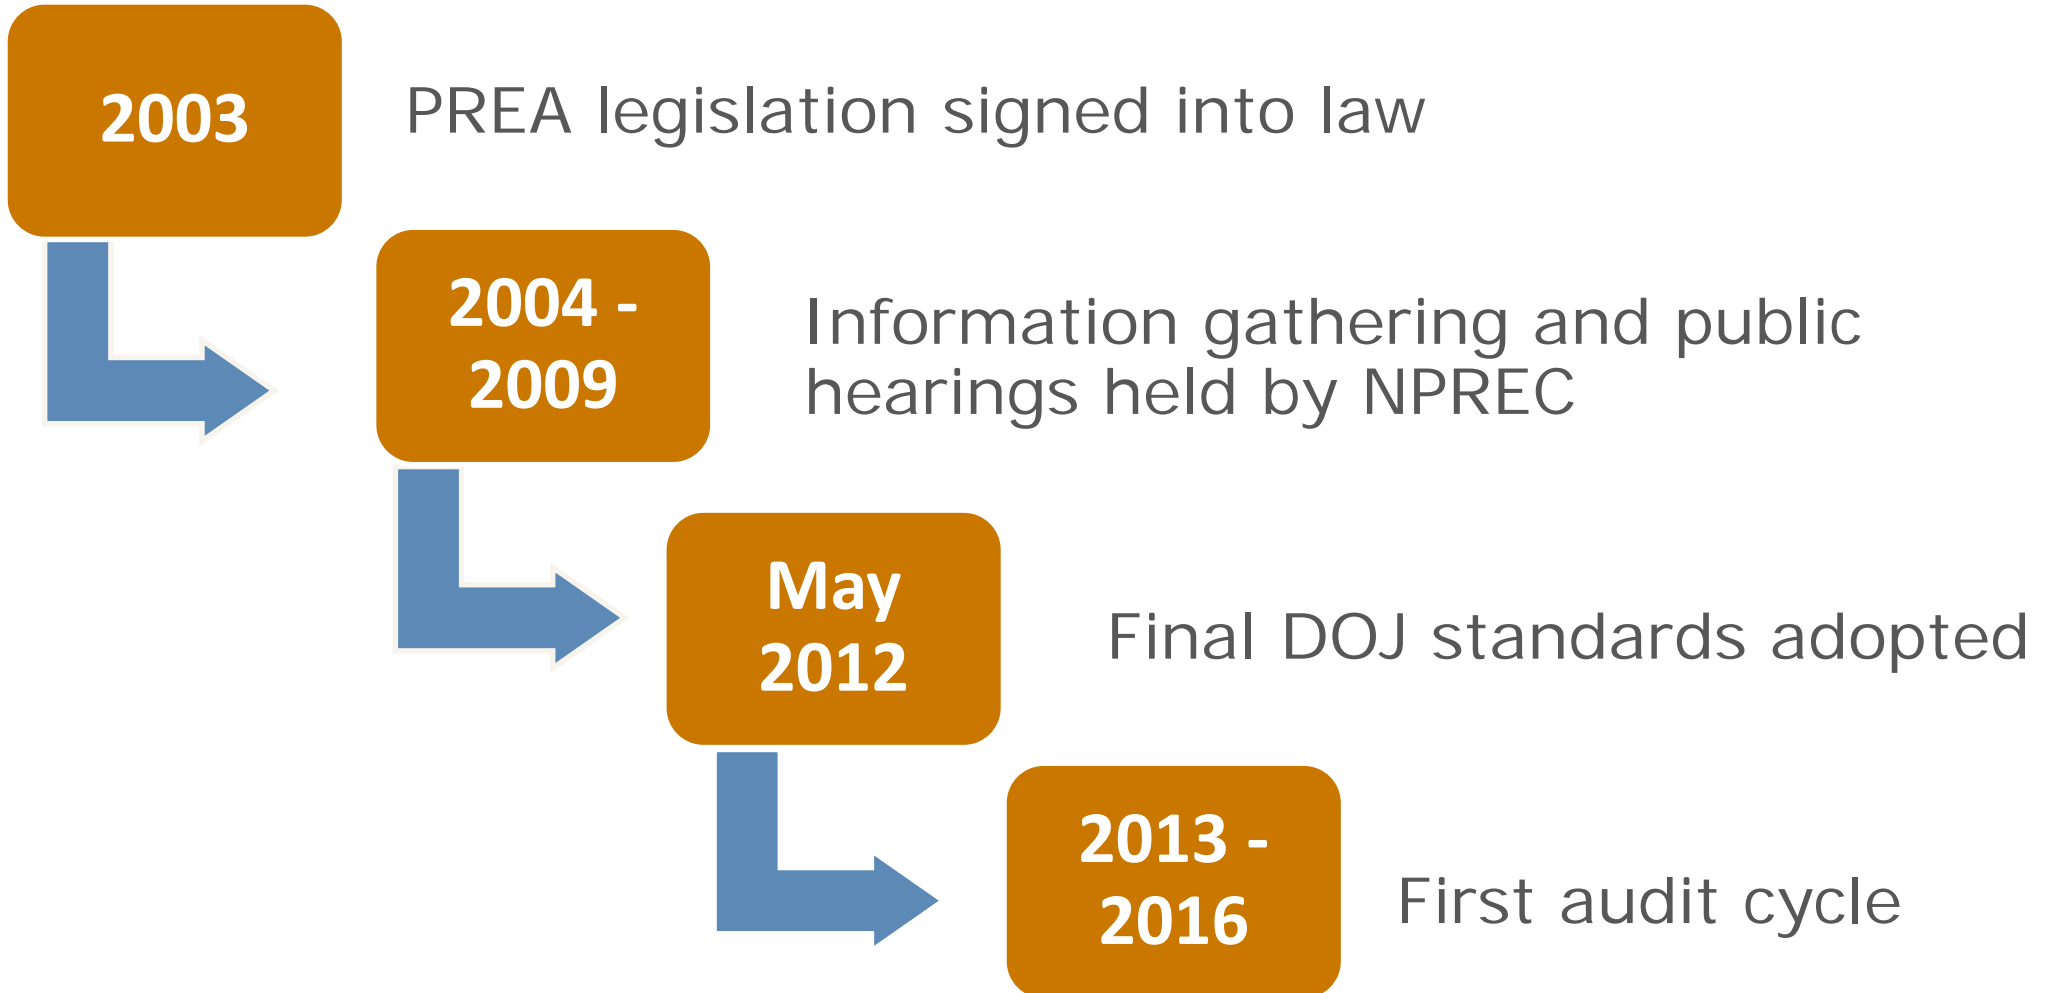 2003
PREA legislation signed into law
2004 -
2009
Information gathering and public
hearings held by NPREC
May
2012
Final DOJ standards adopted
2013 -
2016
First audit cycle